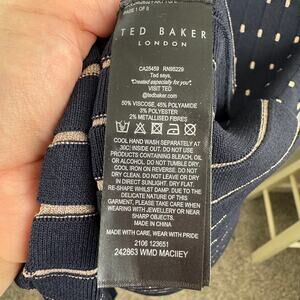 PAGE 1 OF 8
TED BAKER
LONDON
CA25459 RN98229
Ted says,
"Created especially for you".
VISIT TED
@tedbaker.com
50% VISCOSE, 45% POLYAMIDE
3% POLYESTER
2% METALLISED FIBRES
COOL HAND WASH SEPARATELY AT
30C; INSIDE OUT. DO NOT USE
PRODUCTS CONTAINING BLEACH, OIL
OR ALCOHOL. DO NOT TUMBLE DRY.
COOL IRON ON REVERSE. DO NOT
DRY CLEAN. DO NOT LEAVE OR DRY
IN DIRECT SUNLIGHT. DRY FLAT.
RE-SHAPE WHILST DAMP. DUE TO THE
DELICATE NATURE OF THIS
GARMENT, PLEASE TAKE CARE WHEN
WEARING WITH JEWELLERY OR NEAR
SHARP OBJECTS.
MADE IN CHINA
MADE WITH CARE, WEAR WITH PRIDE
2106 123651
242863 WMD MACIIEY